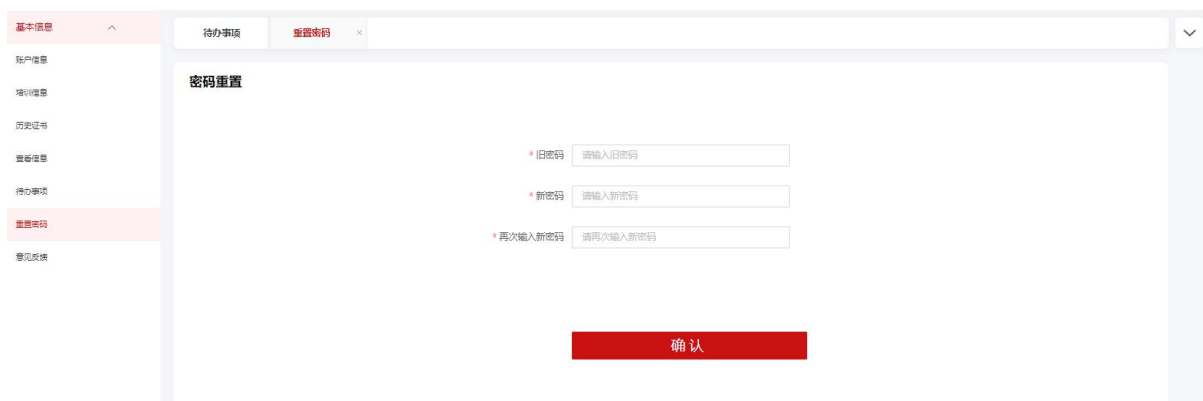 基本信息
账户信息
培训信息
历史证书
查看信息
待办事项
重置密码
意见反馈
待办事项 重置密码 ×
密码重置
* 旧密码 请输入旧密码
* 新密码 请输入新密码
* 再次输入新密码 请再次输入新密码
确认